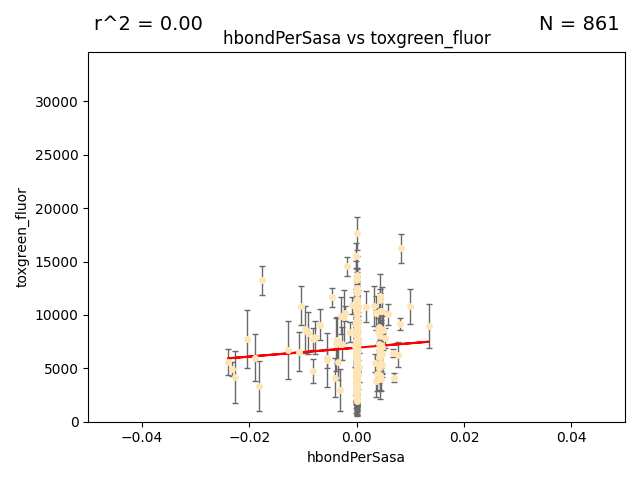 r^2 = 0.00
N = 861
hbondPerSasa vs toxgreen_fluor
toxgreen_fluor
30000
25000
20000
15000
10000
5000
0
−0.04
−0.02
0.00
0.02
0.04
hbondPerSasa